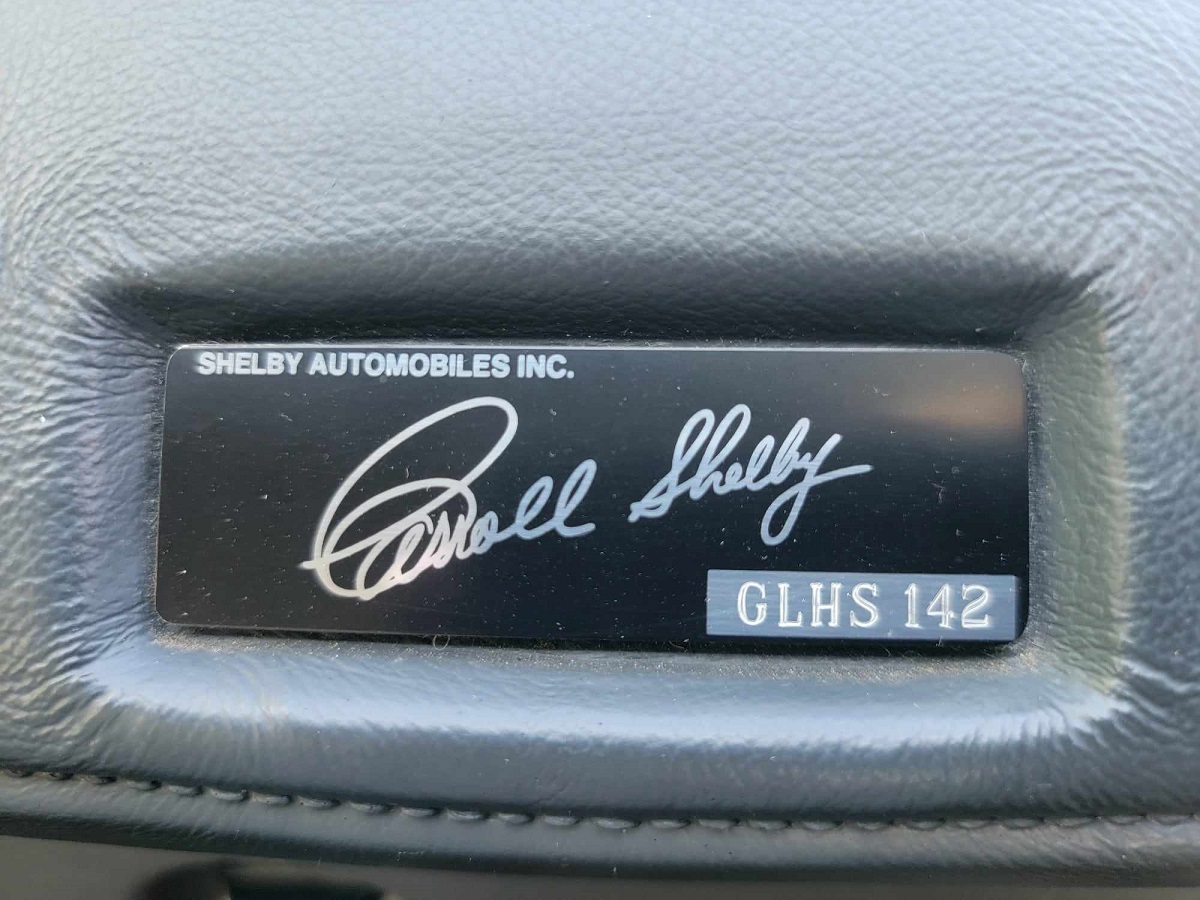 SHELBY AUTOMOBILES INC.
Carroll Shelby
GLHS 142